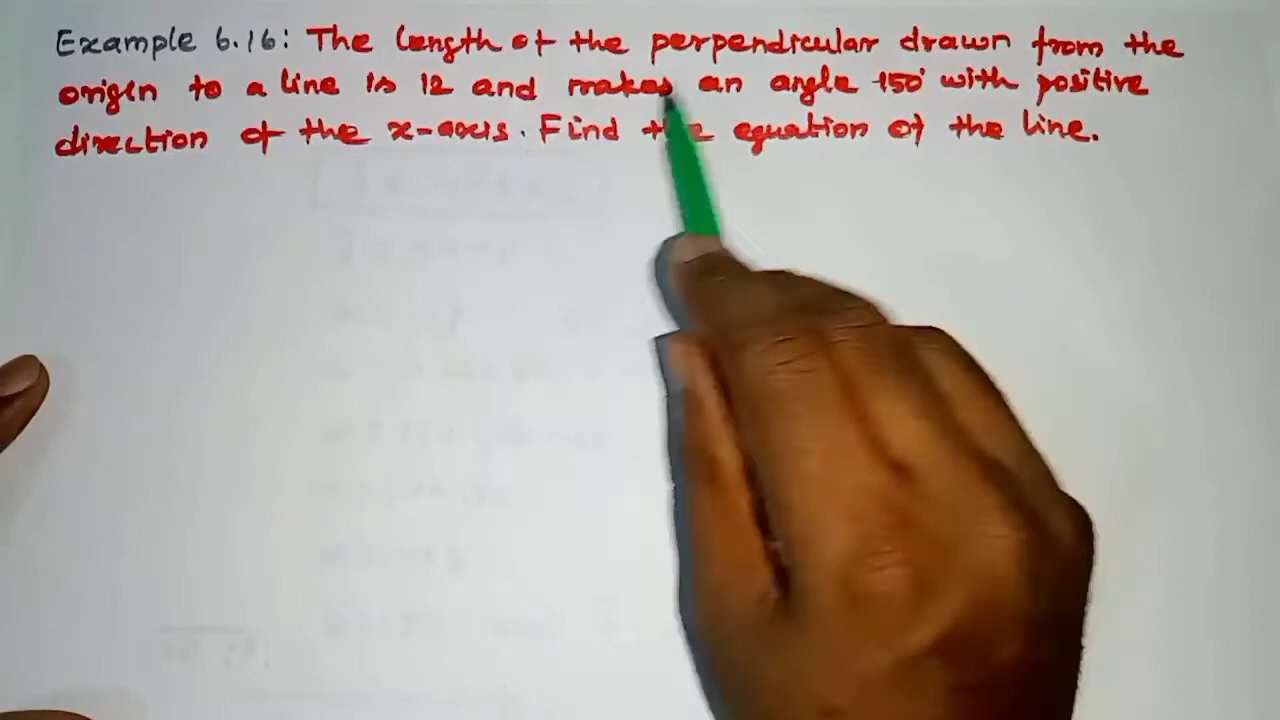 Example 6.16: The length of the perpendicular drawn from the
origin to a line is 12 and makes an angle 150° with positive
direction of the x-axis. Find the equation of the line.